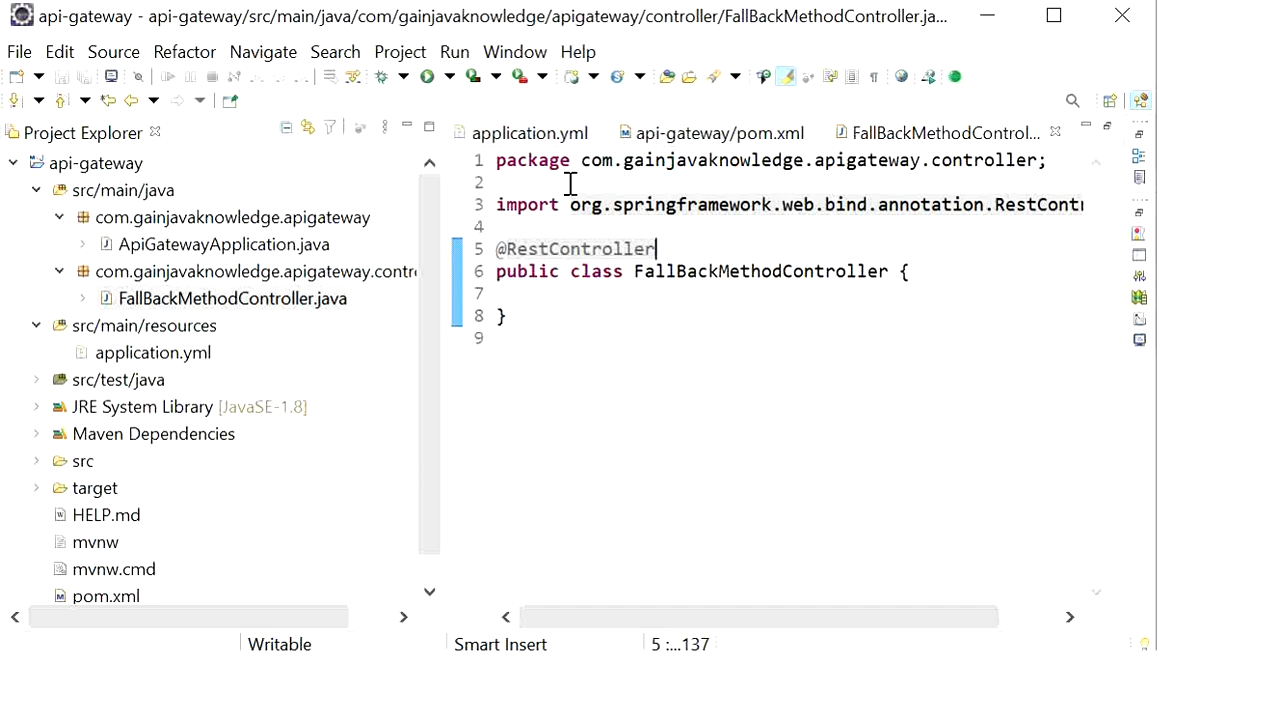 api-gateway - api-gateway/src/main/java/com/gainjavaknowledge/apigateway/controller/FallBackMethodController.ja...
File Edit Source Refactor Navigate Search Project Run Window Help
Project Explorer
application.yml api-gateway/pom.xml FallBackMethodControl...
api-gateway
src/main/java
com.gainjavaknowledge.apigateway
ApiGatewayApplication.java
com.gainjavaknowledge.apigateway.contr
FallBackMethodController.java
src/main/resources
application.yml
src/test/java
JRE System Library [JavaSE-1.8]
Maven Dependencies
src
target
HELP.md
mvnw
mvnw.cmd
pom.xml
1 package com.gainjavaknowledge.apigateway.controller;
2
3 import org.springframework.web.bind.annotation.RestContr
4
5 @RestController
6 public class FallBackMethodController {
7
8 }
9
Writable Smart Insert 5 :...137